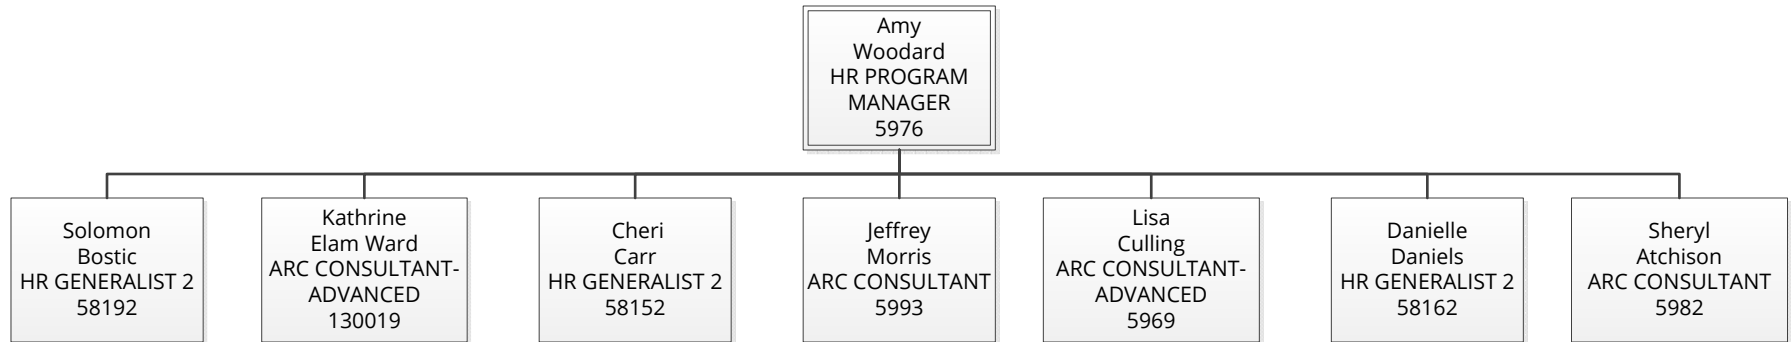 Amy
Woodard
HR PROGRAM
MANAGER
5976
Solomon
Bostic
HR GENERALIST 2
58192
Kathrine
Elam Ward
ARC CONSULTANT-
ADVANCED
130019
Cheri
Carr
HR GENERALIST 2
58152
Jeffrey
Morris
ARC CONSULTANT
5993
Lisa
Culling
ARC CONSULTANT-
ADVANCED
5969
Danielle
Daniels
HR GENERALIST 2
58162
Sheryl
Atchison
ARC CONSULTANT
5982